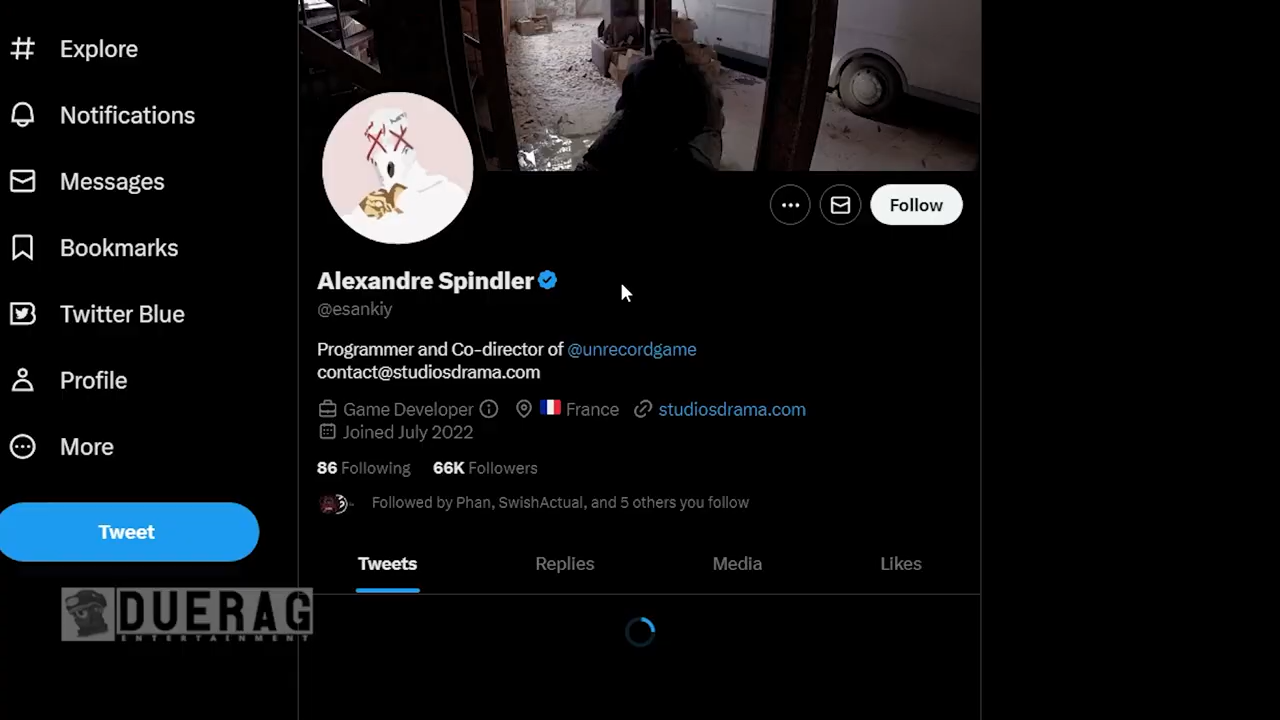 Explore
Notifications
Messages
Bookmarks
Twitter Blue
Profile
More
Tweet
DUERAG
ENTERTAINMENT
Follow
Alexandre Spindler
@esankiy
Programmer and Co-director of @unrecordgame
contact@studiosdrama.com
Game Developer France studiosdrama.com
Joined July 2022
86 Following 66K Followers
Followed by Phan, SwishActual, and 5 others you follow
Tweets Replies Media Likes